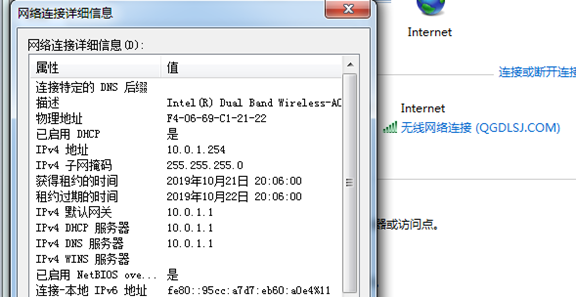 网络连接详细信息
网络连接详细信息(D):
属性 值
连接特定的 DNS 后缀
描述 Intel(R) Dual Band Wireless-AC
物理地址 F4-06-69-C1-21-22
已启用 DHCP 是
IPv4 地址 10.0.1.254
IPv4 子网掩码 255.255.255.0
获得租约的时间 2019年10月21日 20:06:00
租约过期的时间 2019年10月22日 20:06:00
IPv4 默认网关 10.0.1.1
IPv4 DHCP 服务器 10.0.1.1
IPv4 DNS 服务器 10.0.1.1
IPv4 WINS 服务器
已启用 NetBIOS ove... 是
连接-本地 IPv6 地址 fe80::95cc:a7d7:eb60:a0e4%11
Internet
连接或断开连接
Internet
无线网络连接 (QGDLSJ.COM)
器或访问点。